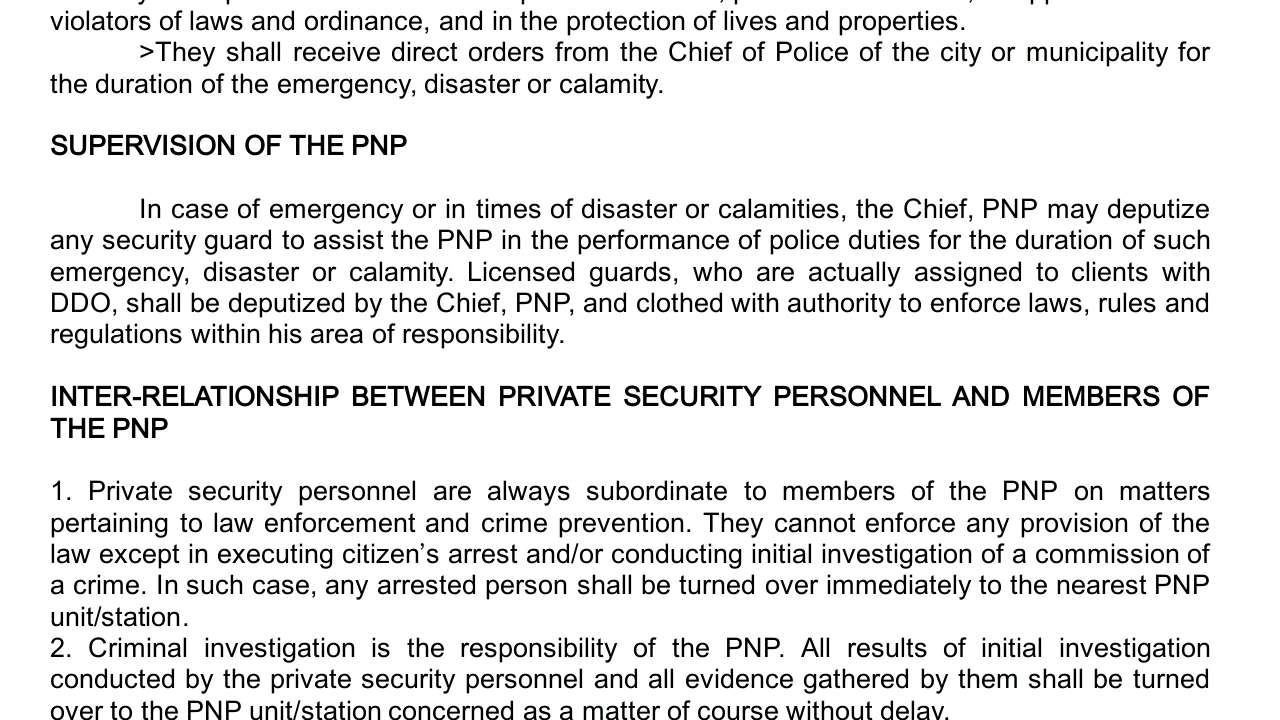 violators of laws and ordinance, and in the protection of lives and properties.
>They shall receive direct orders from the Chief of Police of the city or municipality for
the duration of the emergency, disaster or calamity.
SUPERVISION OF THE PNP
In case of emergency or in times of disaster or calamities, the Chief, PNP may deputize
any security guard to assist the PNP in the performance of police duties for the duration of such
emergency, disaster or calamity. Licensed guards, who are actually assigned to clients with
DDO, shall be deputized by the Chief, PNP, and clothed with authority to enforce laws, rules and
regulations within his area of responsibility.
INTER-RELATIONSHIP BETWEEN PRIVATE SECURITY PERSONNEL AND MEMBERS OF
THE PNP
1. Private security personnel are always subordinate to members of the PNP on matters
pertaining to law enforcement and crime prevention. They cannot enforce any provision of the
law except in executing citizen’s arrest and/or conducting initial investigation of a commission of
a crime. In such case, any arrested person shall be turned over immediately to the nearest PNP
unit/station.
2. Criminal investigation is the responsibility of the PNP. All results of initial investigation
conducted by the private security personnel and all evidence gathered by them shall be turned
over to the PNP unit/station concerned as a matter of course without delay.